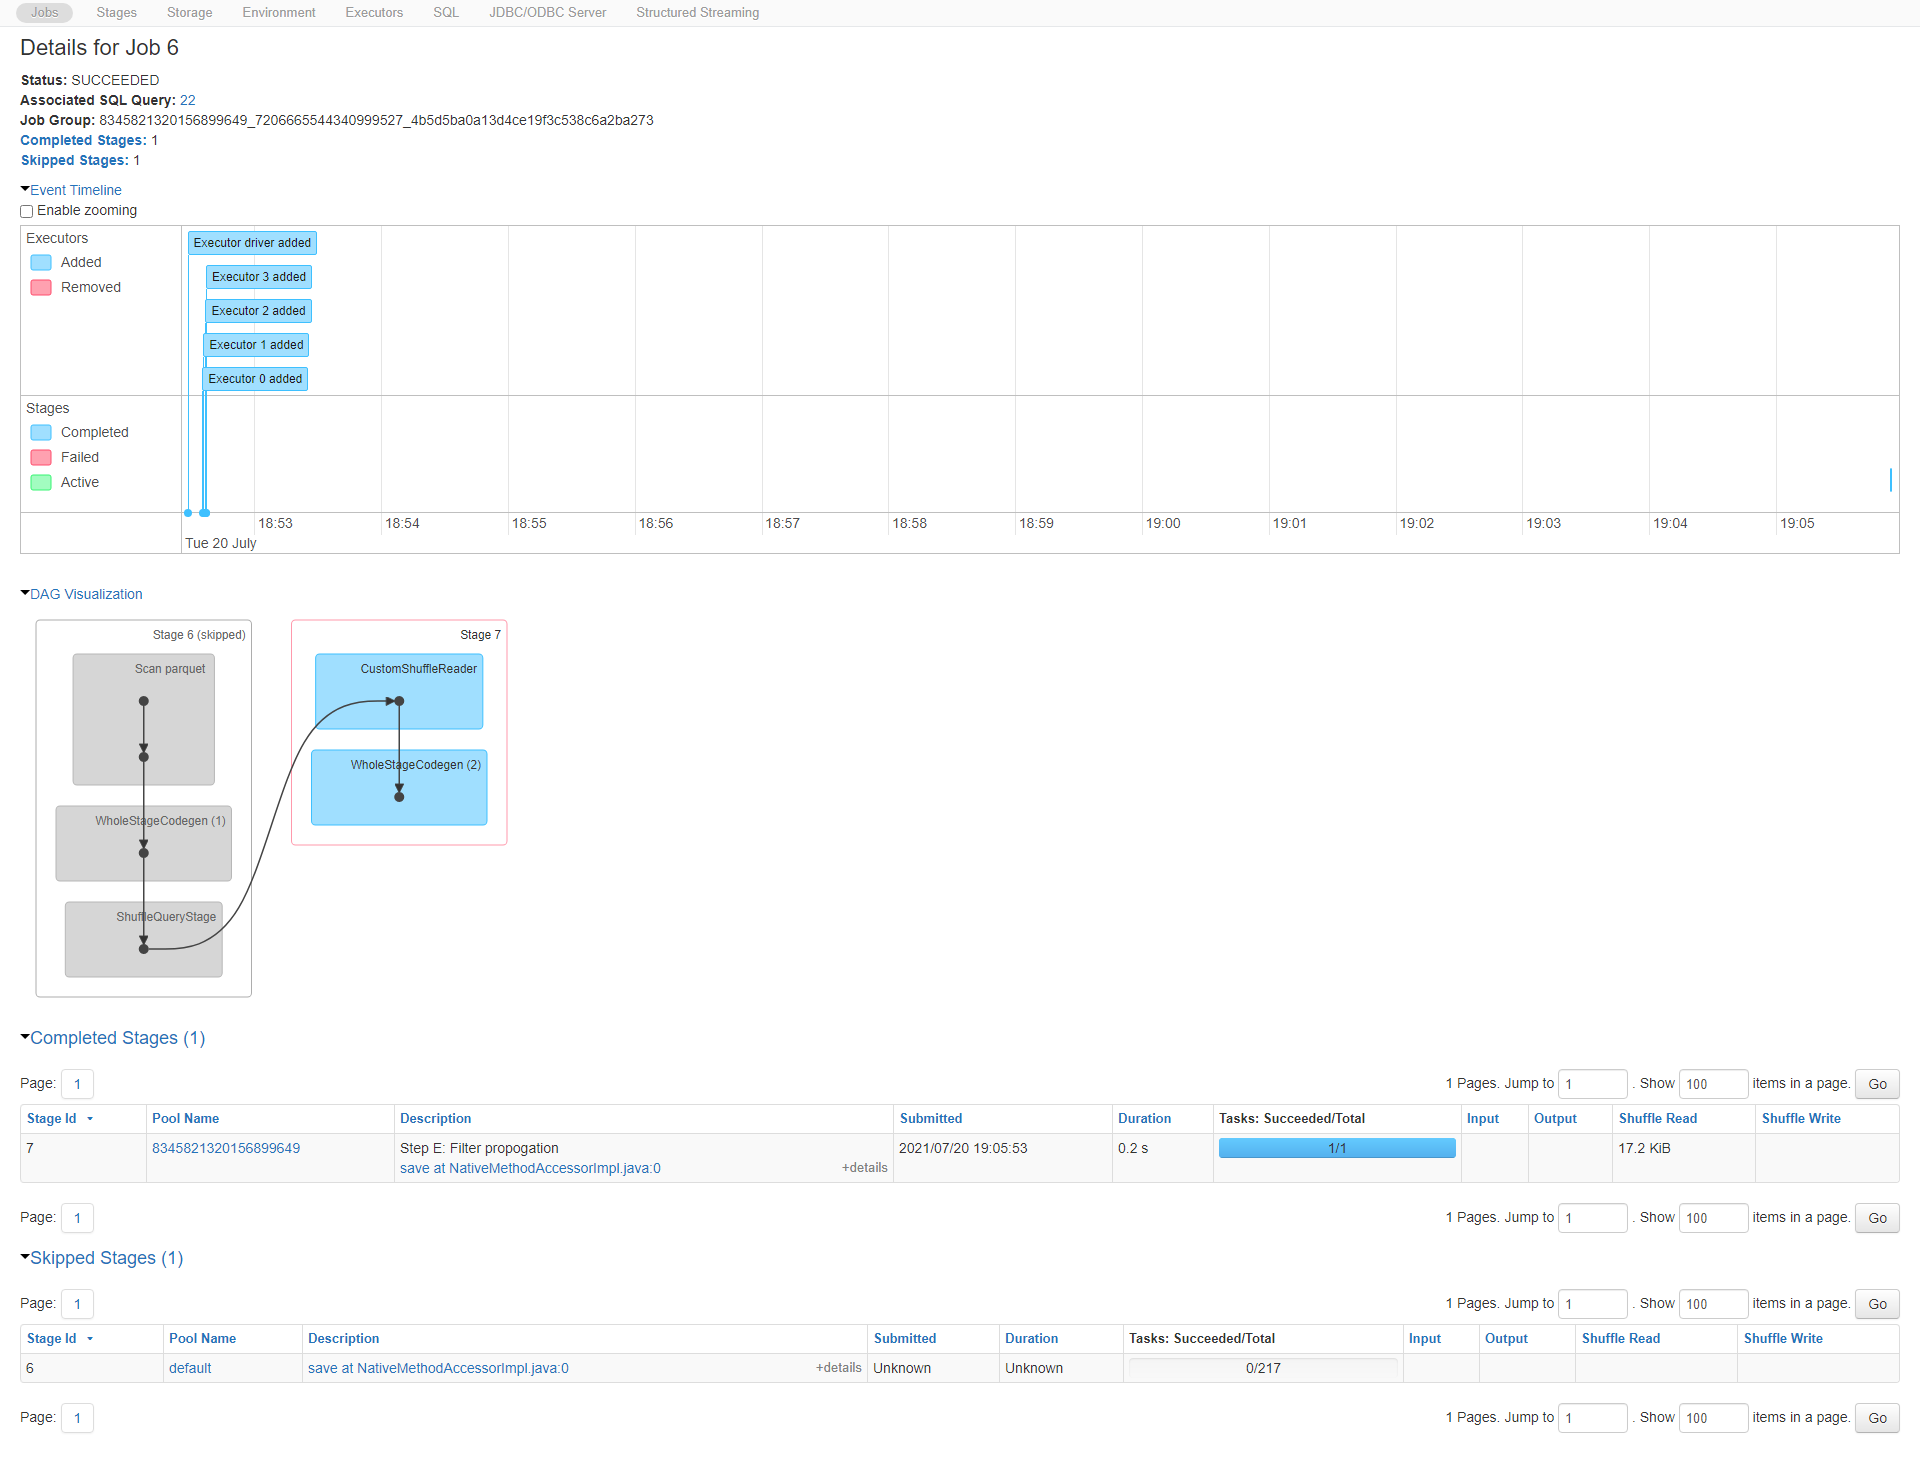 Jobs Stages Storage Environment Executors SQL JDBC/ODBC Server Structured Streaming
Details for Job 6
Status: SUCCEEDED
Associated SQL Query: 22
Job Group: 8345821320156899649_7206665544340999527_4b5d5ba0a13d4ce19f3c538c6a2ba273
Completed Stages: 1
Skipped Stages: 1
Event Timeline
Enable zooming
Executors
Added
Removed
Executor driver added
Executor 3 added
Executor 2 added
Executor 1 added
Executor 0 added
Stages
Completed
Failed
Active
18:53 18:54 18:55 18:56 18:57 18:58 18:59 19:00 19:01 19:02 19:03 19:04 19:05
Tue 20 July
DAG Visualization
Stage 6 (skipped)
Scan parquet
WholeStageCodegen (1)
ShuffleQueryStage
Stage 7
CustomShuffleReader
WholeStageCodegen (2)
Completed Stages (1)
Page: 1 1 Pages. Jump to 1 . Show 100 items in a page. Go
Stage Id Pool Name Description Submitted Duration Tasks: Succeeded/Total Input Output Shuffle Read Shuffle Write
7 8345821320156899649 Step E: Filter propogation 2021/07/20 19:05:53 0.2 s 1/1 17.2 KiB
save at NativeMethodAccessorImpl.java:0 +details
Page: 1 1 Pages. Jump to 1 . Show 100 items in a page. Go
Skipped Stages (1)
Page: 1 1 Pages. Jump to 1 . Show 100 items in a page. Go
Stage Id Pool Name Description Submitted Duration Tasks: Succeeded/Total Input Output Shuffle Read Shuffle Write
6 default save at NativeMethodAccessorImpl.java:0 +details Unknown Unknown 0/217
Page: 1 1 Pages. Jump to 1 . Show 100 items in a page. Go